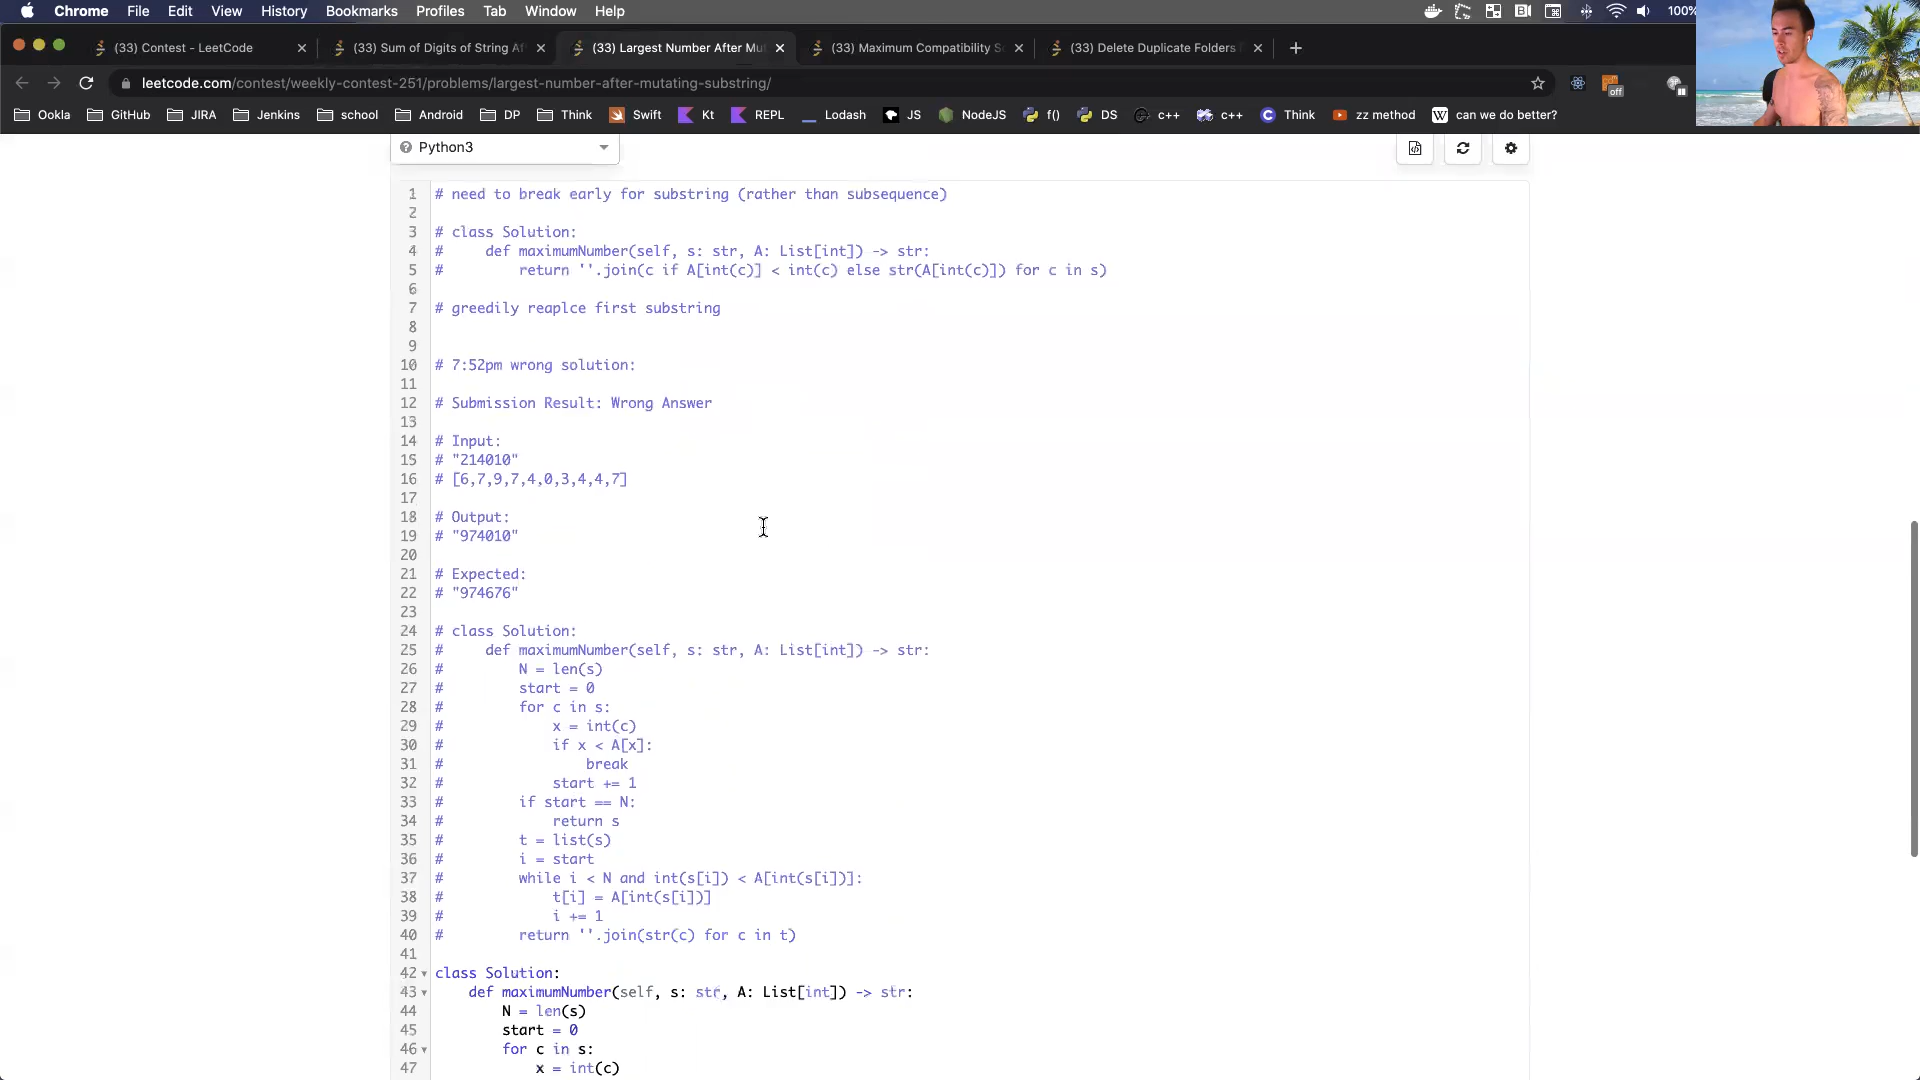 Chrome File Edit View History Bookmarks Profiles Tab Window Help 100%
(33) Contest - LeetCode
(33) Sum of Digits of String Af
(33) Largest Number After Mu
(33) Maximum Compatibility S
(33) Delete Duplicate Folders
leetcode.com/contest/weekly-contest-251/problems/largest-number-after-mutating-substring/
off
Ookla GitHub JIRA Jenkins school Android DP Think Swift Kt REPL Lodash JS NodeJS f() DS c++ c++ Think zz method can we do better?
Python3
1 # need to break early for substring (rather than subsequence)
2
3 # class Solution:
4 #     def maximumNumber(self, s: str, A: List[int]) -> str:
5 #         return ''.join(c if A[int(c)] < int(c) else str(A[int(c)]) for c in s)
6
7 # greedily reaplce first substring
8
9
10 # 7:52pm wrong solution:
11
12 # Submission Result: Wrong Answer
13
14 # Input:
15 # "214010"
16 # [6,7,9,7,4,0,3,4,4,7]
17
18 # Output:
19 # "974010"
20
21 # Expected:
22 # "974676"
23
24 # class Solution:
25 #     def maximumNumber(self, s: str, A: List[int]) -> str:
26 #         N = len(s)
27 #         start = 0
28 #         for c in s:
29 #             x = int(c)
30 #             if x < A[x]:
31 #                 break
32 #             start += 1
33 #         if start == N:
34 #             return s
35 #         t = list(s)
36 #         i = start
37 #         while i < N and int(s[i]) < A[int(s[i])]:
38 #             t[i] = A[int(s[i])]
39 #             i += 1
40 #         return ''.join(str(c) for c in t)
41
42 class Solution:
43     def maximumNumber(self, s: str, A: List[int]) -> str:
44         N = len(s)
45         start = 0
46         for c in s:
47             x = int(c)